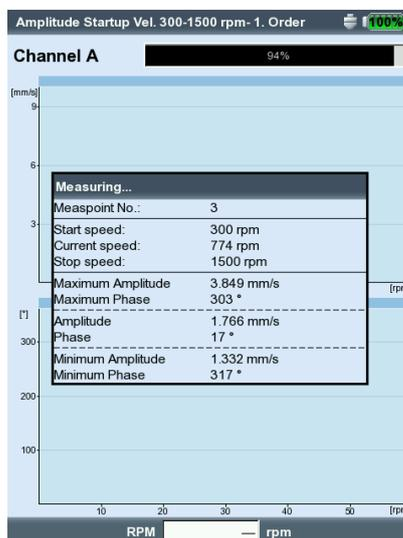 Amplitude Startup Vel. 300-1500 rpm- 1. Order 100%
Channel A 94%
[mm/s]
9
6
Measuring...
Measpoint No.: 3
3
Start speed: 300 rpm
Current speed: 774 rpm
Stop speed: 1500 rpm
Maximum Amplitude 3.849 mm/s
Maximum Phase 303 °
[rp
[°]
Amplitude 1.766 mm/s
Phase 17 °
300
Minimum Amplitude 1.332 mm/s
Minimum Phase 317 °
200
100
10 20 30 40 50 [rp
RPM — rpm